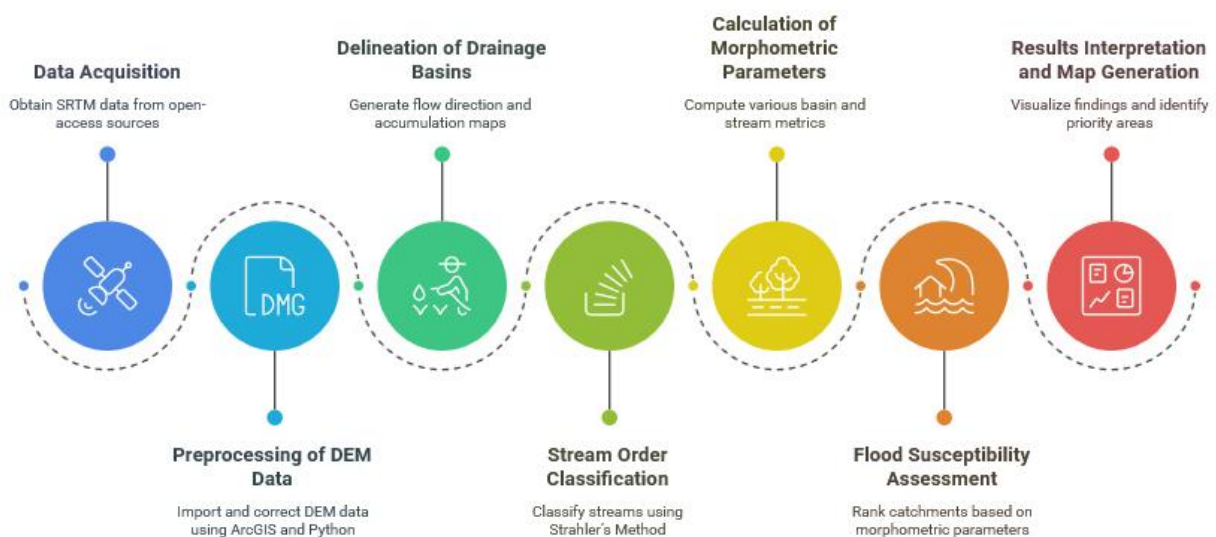 Data Acquisition
Obtain SRTM data from open-
access sources
DMG
Preprocessing of DEM
Data
Import and correct DEM data
using ArcGIS and Python
Delineation of Drainage
Basins
Generate flow direction and
accumulation maps
Stream Order
Classification
Classify streams using
Strahler's Method
Calculation of
Morphometric
Parameters
Compute various basin and
stream metrics
Flood Susceptibility
Assessment
Rank catchments based on
morphometric parameters
Results Interpretation
and Map Generation
Visualize findings and identify
priority areas